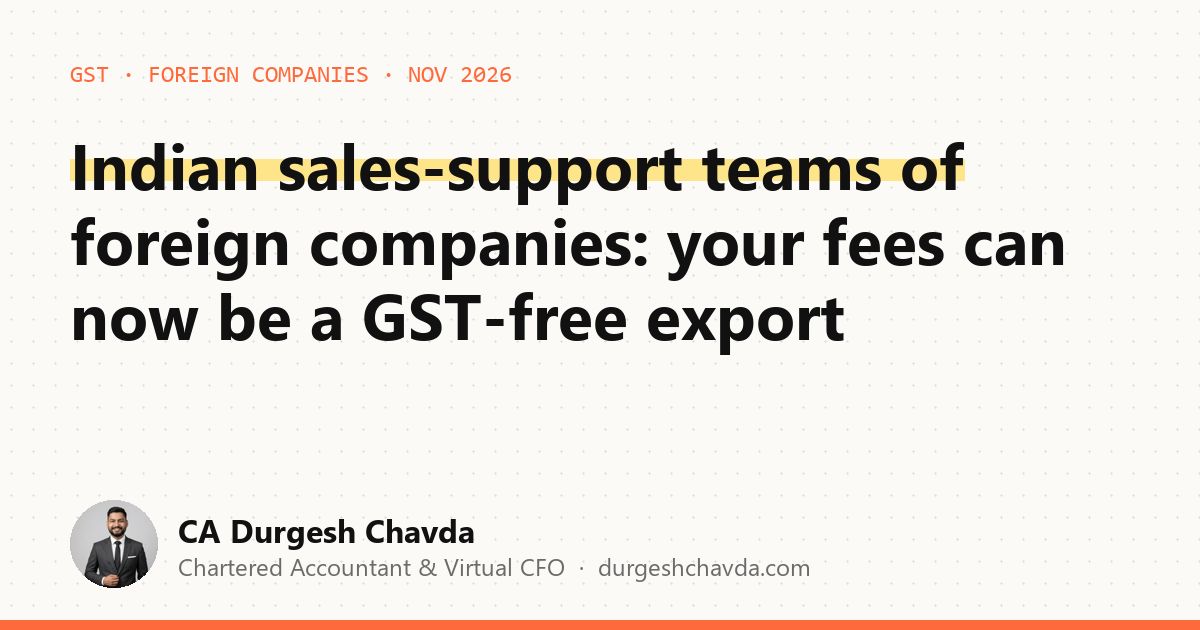 GST · FOREIGN COMPANIES · NOV 2026
Indian sales-support teams of
foreign companies: your fees can
now be a GST-free export
CA Durgesh Chavda
Chartered Accountant & Virtual CFO · durgeshchavda.com